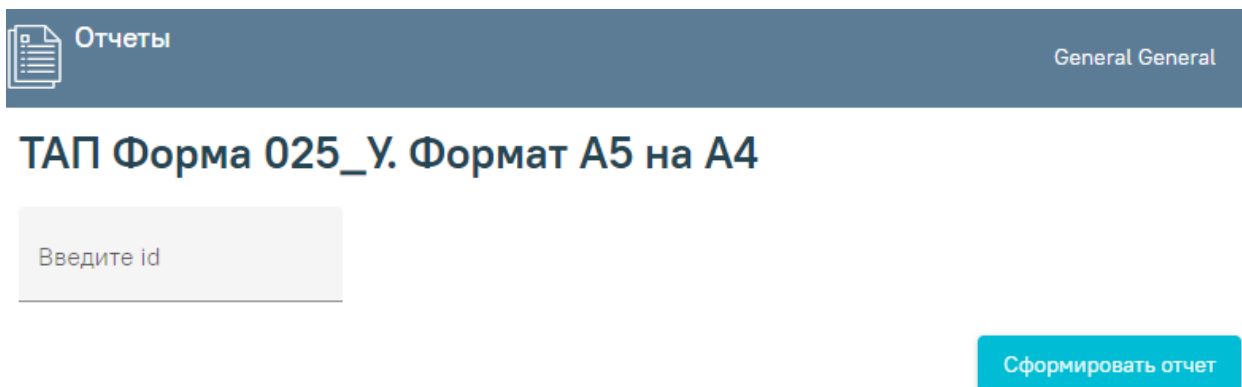 Отчеты
General General
ТАП Форма 025_У. Формат А5 на А4
Введите id
Сформировать отчет